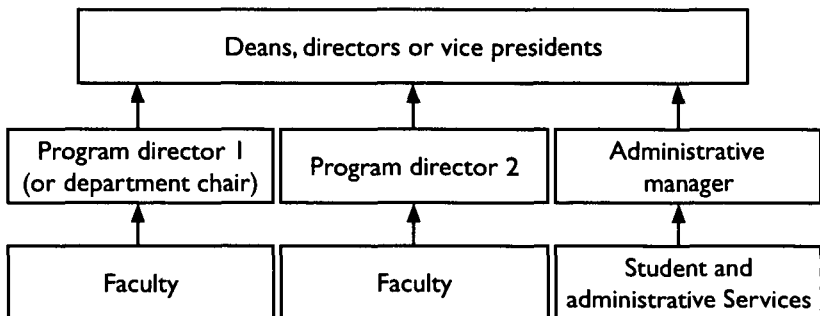 Deans, directors or vice presidents
Program director 1
(or department chair)
Program director 2
Administrative
manager
Faculty
Faculty
Student and
administrative Services